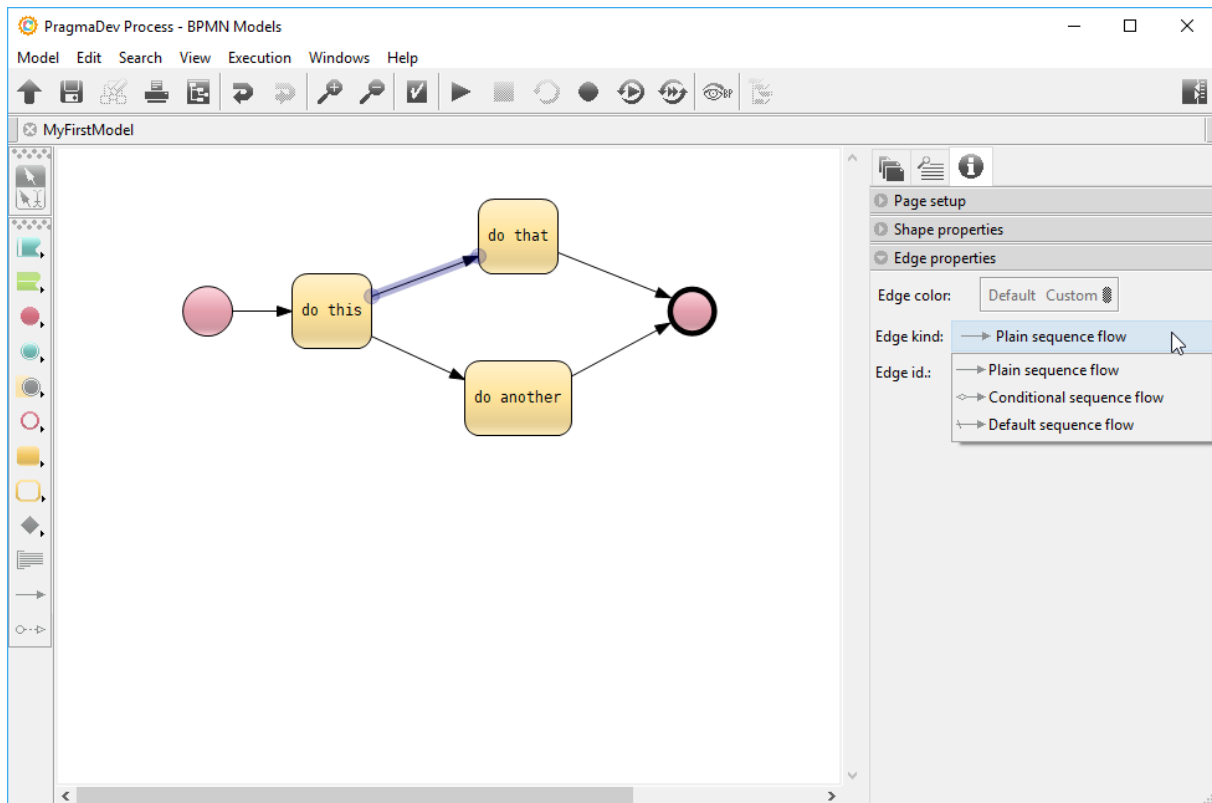 PragmaDev Process - BPMN Models
Model Edit Search View Execution Windows Help
BP
MyFirstModel
Page setup
Shape properties
Edge properties
Edge color: Default Custom
Edge kind: Plain sequence flow
Edge id.: Plain sequence flow
Conditional sequence flow
Default sequence flow
do that
do this
do another